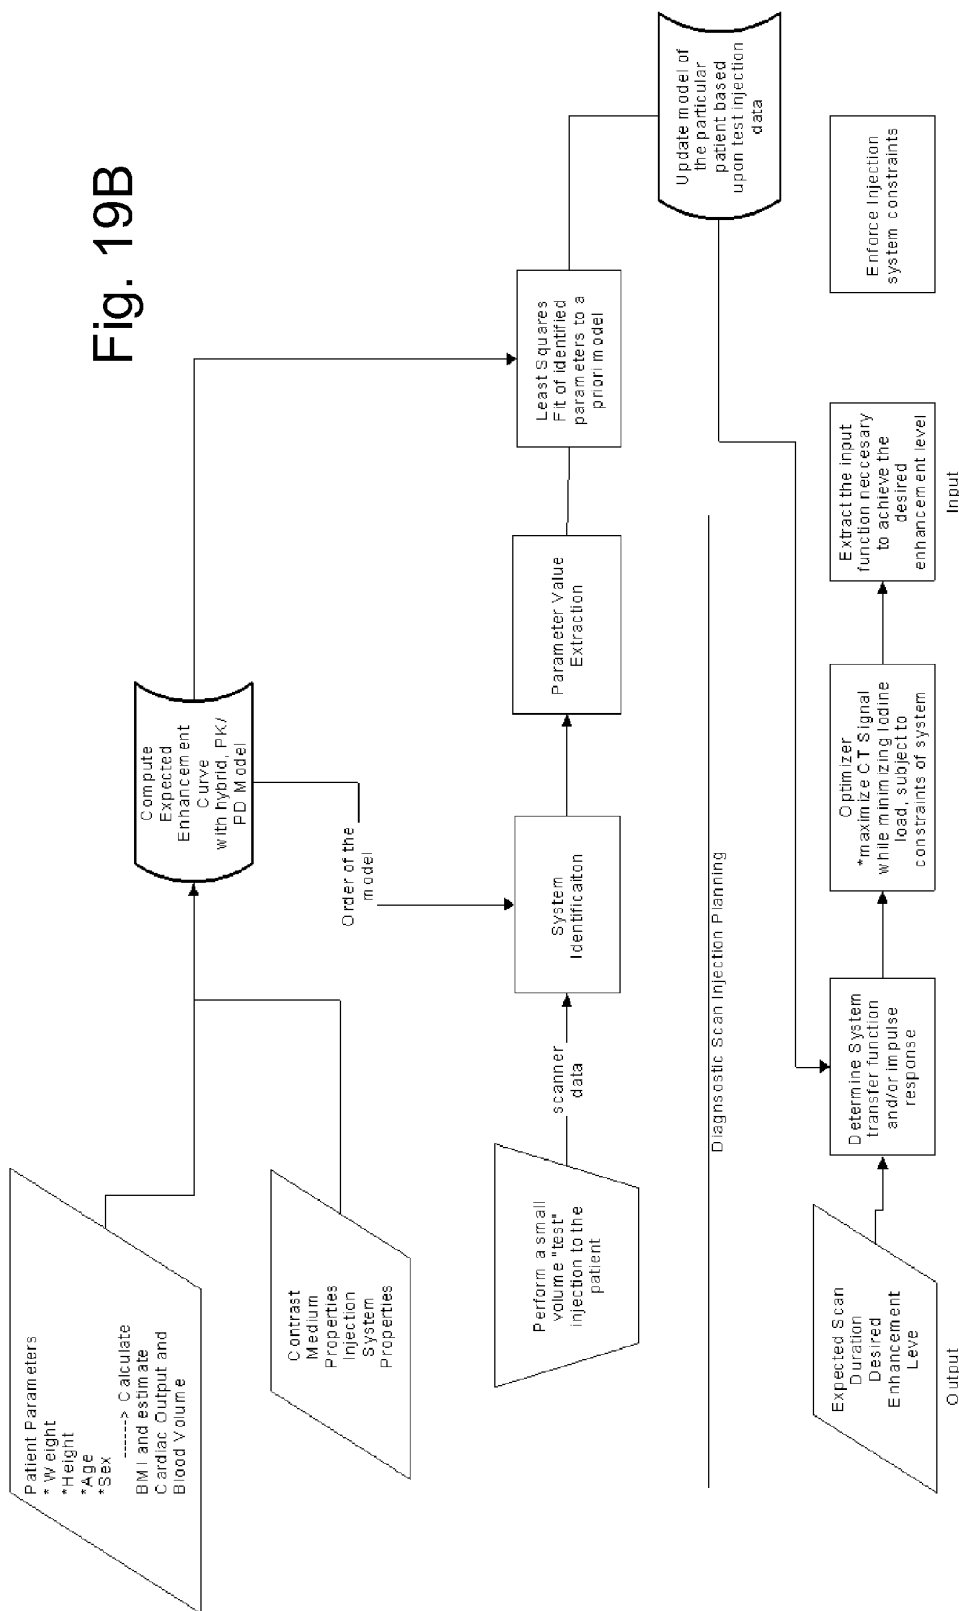 Fig. 19B
Patient Parameters
* Weight
*Height
*Age
*Sex
------> Calculate
BMI and estimate
Cardiac Output and
Blood Volume
Contrast
Medium
Properties
Injection
System
Properties
Compute
Expected
Enhancement
Curve
with hybrid, PK/
PD Model
Order of the
model
Perform a small
volume "test"
injection to the
patient
scanner
data
System
Identificaiton
Parameter Value
Extraction
Least Squares
Fit of identified
parameters to a
priori model
Update model of
the particular
patient based
upon test injection
data
Diagnostic Scan Injection Planning
Expected Scan
Duration
Desired
Enhancement
Leve
Output
Determine System
transfer function
and/or impulse
response
Optimizer
*maximize CT Signal
while minimizing Iodine
load, subject to
constraints of system
Extract the input
function neccesary
to achieve the
desired
enhancement level
Input
Enforce Injection
system constraints